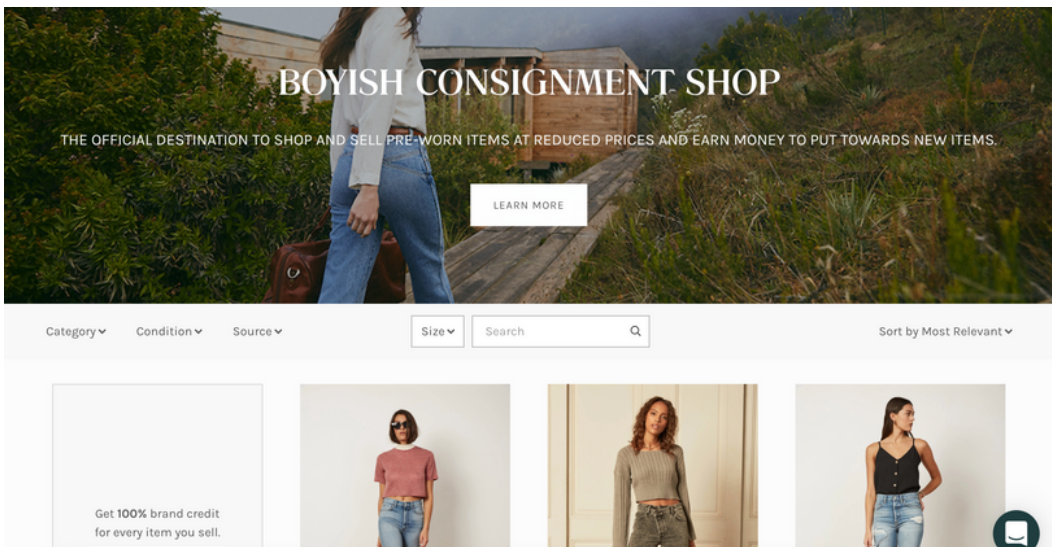 BOYISH CONSIGNMENT SHOP
THE OFFICIAL DESTINATION TO SHOP AND SELL PRE-WORN ITEMS AT REDUCED PRICES AND EARN MONEY TO PUT TOWARDS NEW ITEMS.
LEARN MORE
Category Condition Source Size Search Sort by Most Relevant
Get 100% brand credit
for every item you sell.